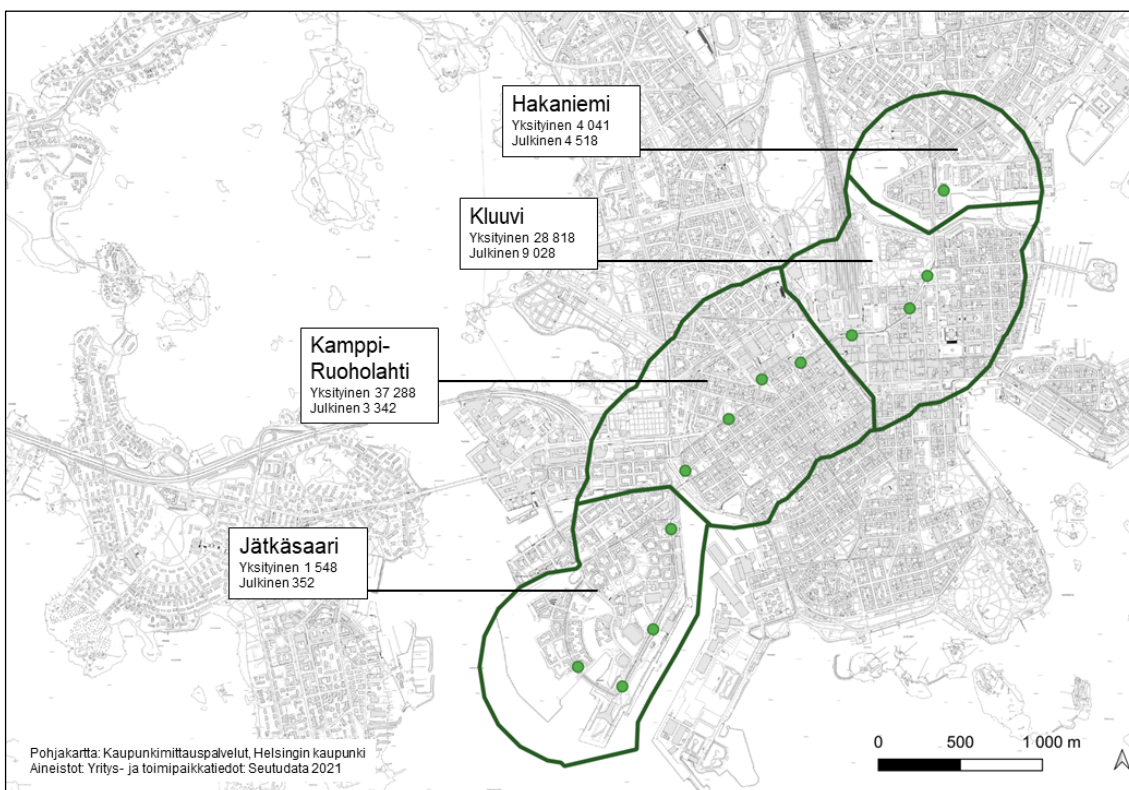 Hakaniemi
Yksityinen 4 041
Julkinen 4 518
Kluuvi
Yksityinen 28 818
Julkinen 9 028
Kamppi-
Ruoholahti
Yksityinen 37 288
Julkinen 3 342
Jätkäsaari
Yksityinen 1 548
Julkinen 352
Pohjakartta: Kaupunkimittauspalvelut, Helsingin kaupunki
Aineistot: Yritys- ja toimipaikkatiedot: Seutudata 2021
0 500 1 000 m